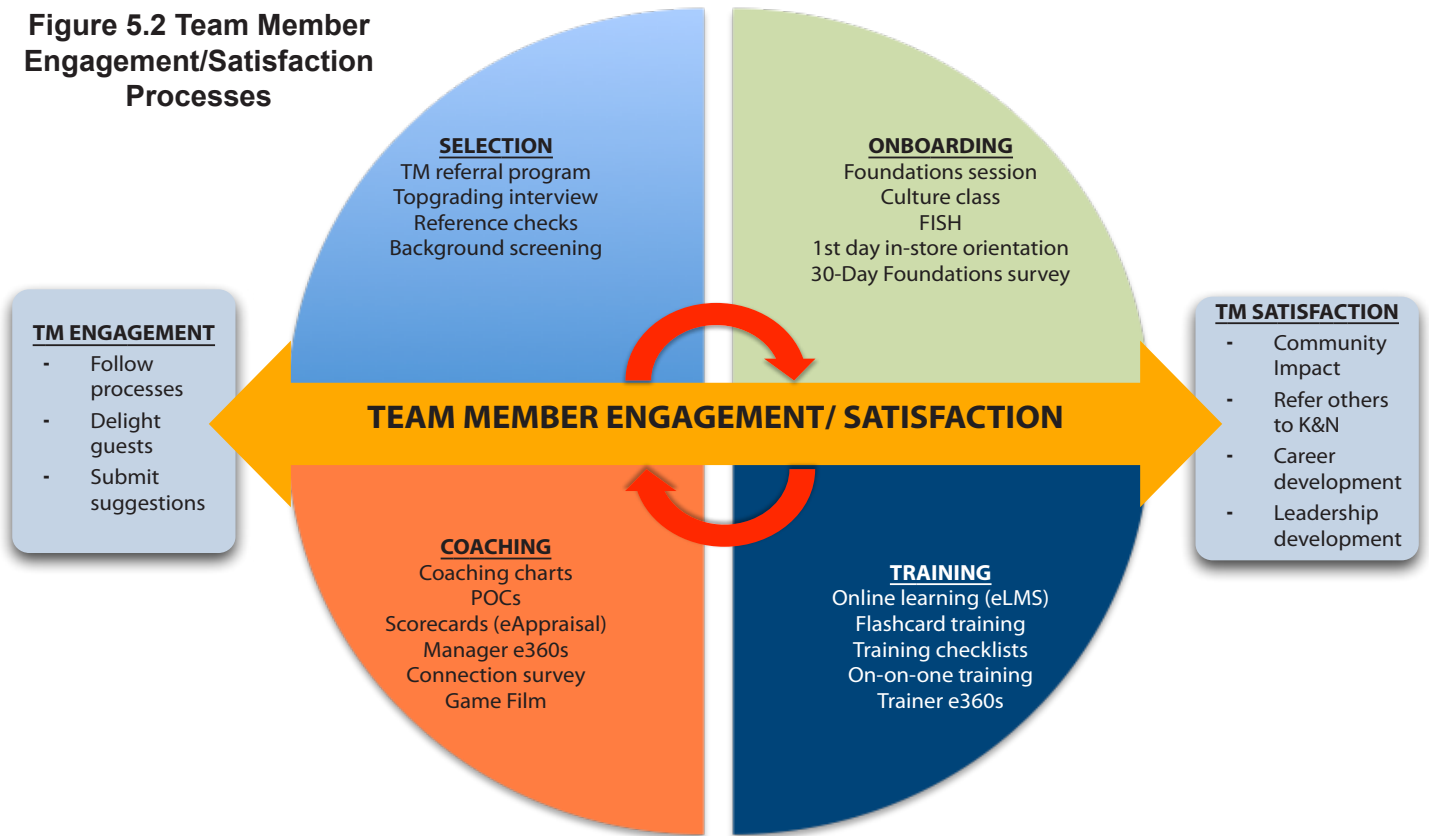 Figure 5.2 Team Member
Engagement/Satisfaction
Processes
SELECTION
TM referral program
Topgrading interview
Reference checks
Background screening
ONBOARDING
Foundations session
Culture class
FISH
1st day in-store orientation
30-Day Foundations survey
TM ENGAGEMENT
- Follow
processes
- Delight
guests
- Submit
suggestions
TEAM MEMBER ENGAGEMENT/ SATISFACTION
TM SATISFACTION
- Community
Impact
- Refer others
to K&N
- Career
development
- Leadership
development
COACHING
Coaching charts
POCs
Scorecards (eAppraisal)
Manager e360s
Connection survey
Game Film
TRAINING
Online learning (eLMS)
Flashcard training
Training checklists
On-on-one training
Trainer e360s